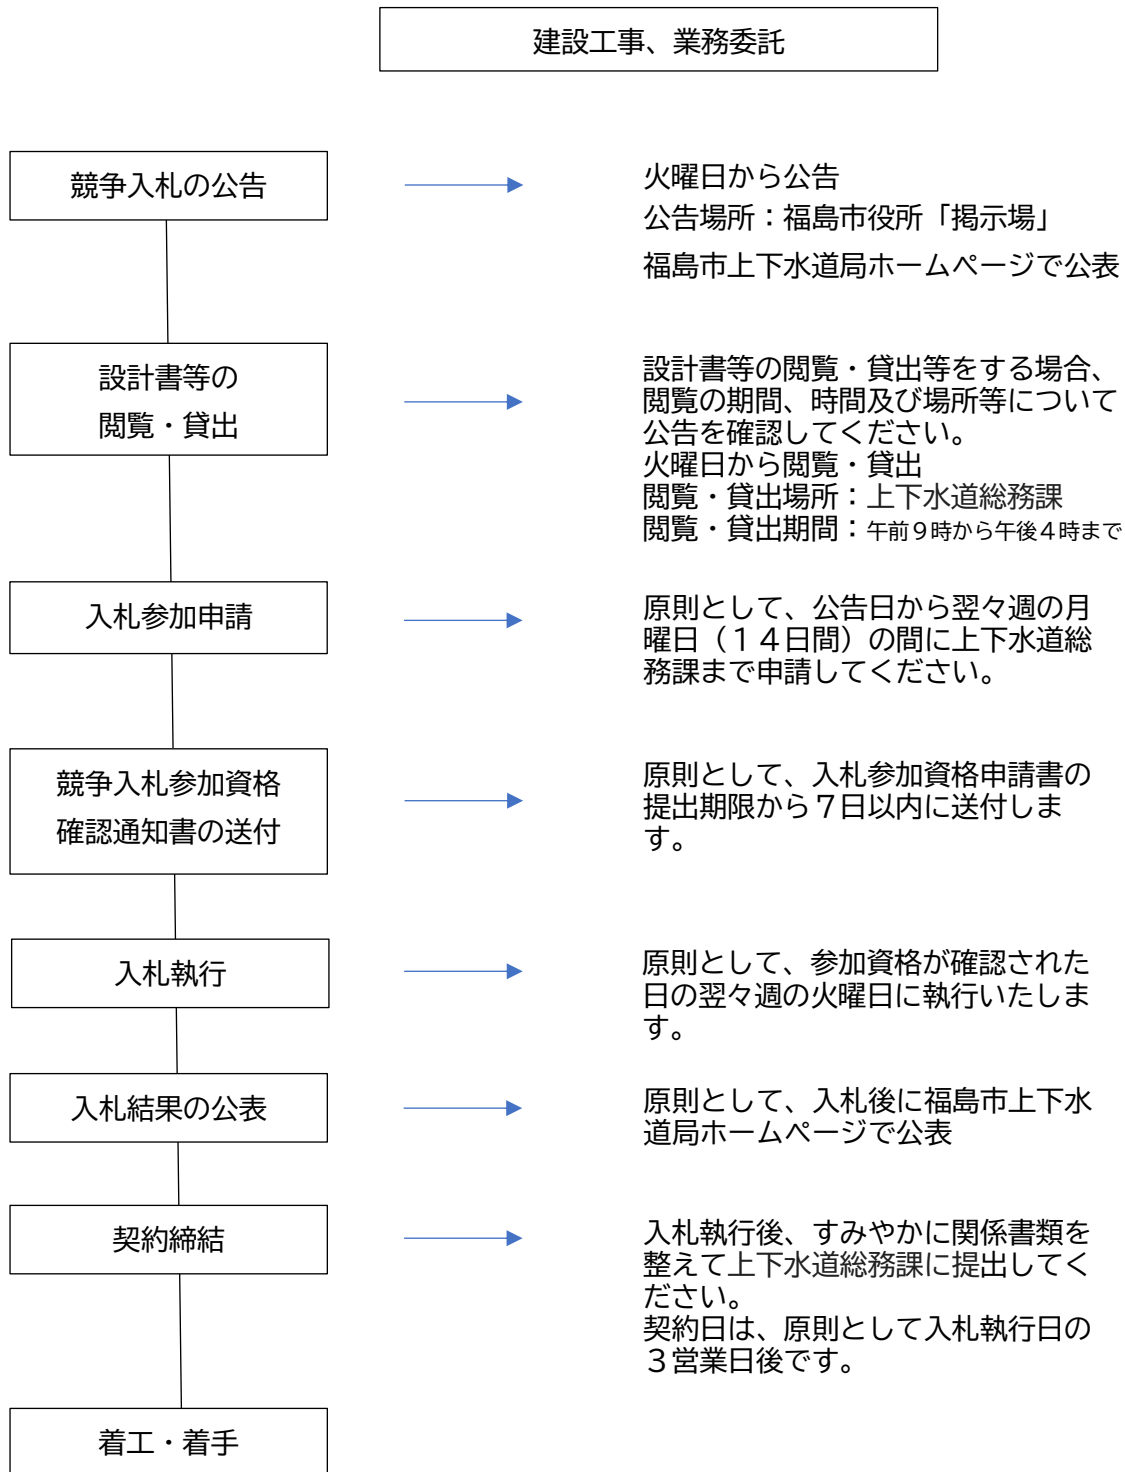 建設工事、業務委託
競争入札の公告
火曜日から公告
公告場所：福島市役所「掲示場」
福島市上下水道局ホームページで公表
設計書等の
閲覧・貸出
設計書等の閲覧・貸出等をする場合、
閲覧の期間、時間及び場所等について
公告を確認してください。
火曜日から閲覧・貸出
閲覧・貸出場所：上下水道総務課
閲覧・貸出期間：午前９時から午後４時まで
入札参加申請
原則として、公告日から翌々週の月
曜日（１４日間）の間に上下水道総
務課まで申請してください。
競争入札参加資格
確認通知書の送付
原則として、入札参加資格申請書の
提出期限から７日以内に送付しま
す。
入札執行
原則として、参加資格が確認された
日の翌々週の火曜日に執行いたしま
す。
入札結果の公表
原則として、入札後に福島市上下水
道局ホームページで公表
契約締結
入札執行後、すみやかに関係書類を
整えて上下水道総務課に提出してく
ださい。
契約日は、原則として入札執行日の
３営業日後です。
着工・着手